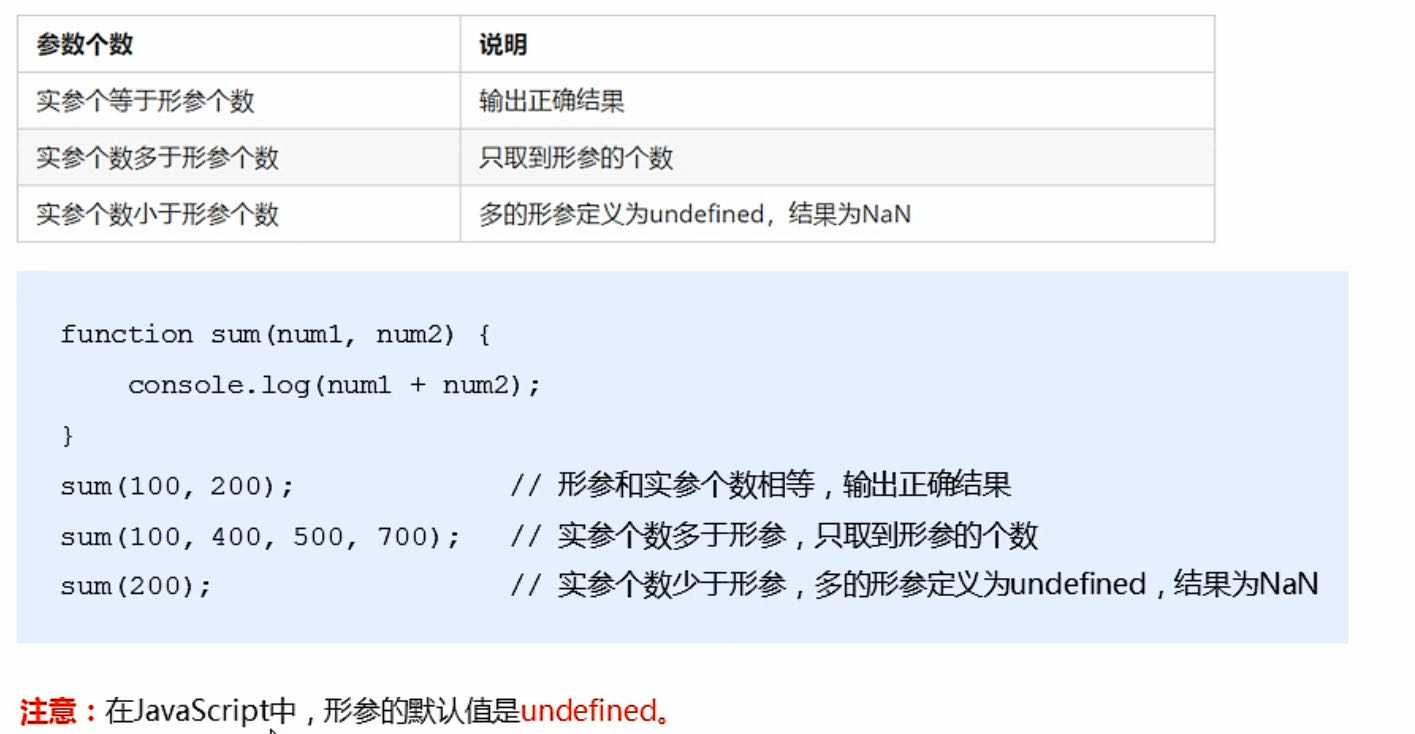 参数个数 说明
实参个等于形参个数 输出正确结果
实参个数多于形参个数 只取到形参的个数
实参个数小于形参个数 多的形参定义为undefined，结果为NaN
function sum(num1, num2) {
    console.log(num1 + num2);
}
sum(100, 200); // 形参和实参个数相等，输出正确结果
sum(100, 400, 500, 700); // 实参个数多于形参，只取到形参的个数
sum(200); // 实参个数少于形参，多的形参定义为undefined，结果为NaN
注意：在JavaScript中，形参的默认值是undefined。